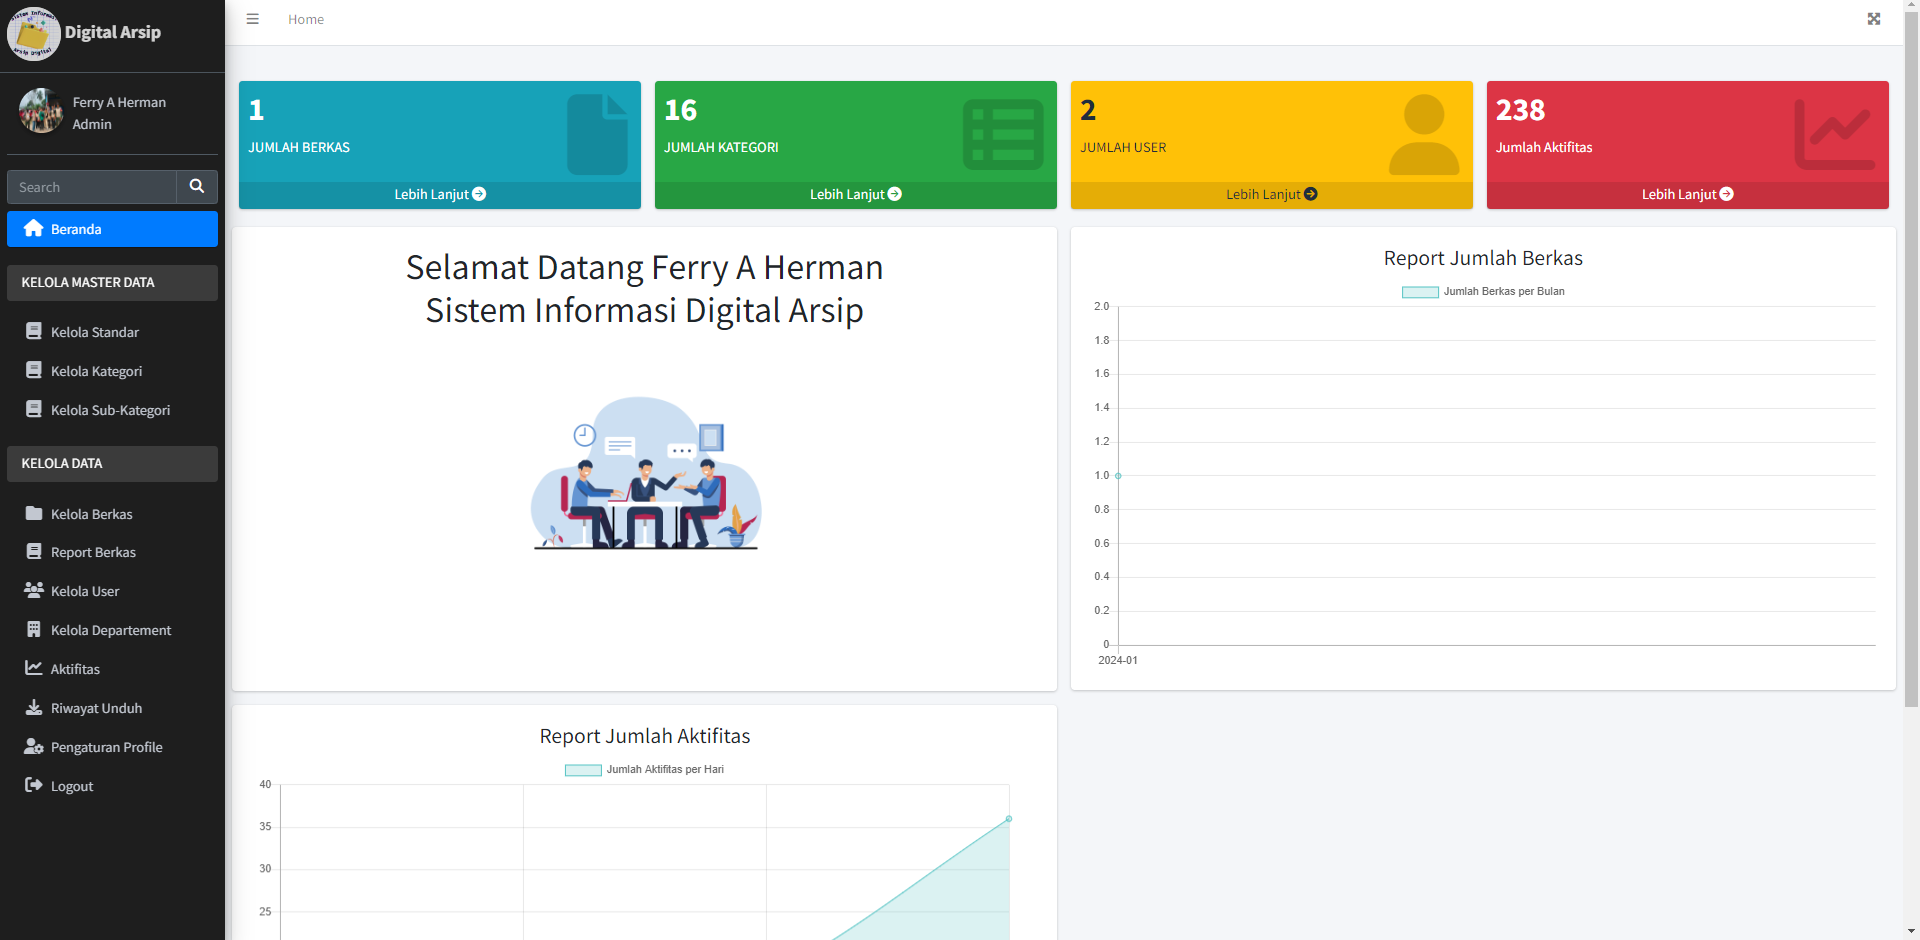 Digital Arsip
Ferry A Herman
Admin
Search
Beranda
KELOLA MASTER DATA
Kelola Standar
Kelola Kategori
Kelola Sub-Kategori
KELOLA DATA
Kelola Berkas
Report Berkas
Kelola User
Kelola Departement
Aktifitas
Riwayat Unduh
Pengaturan Profile
Logout
Home
1
JUMLAH BERKAS
Lebih Lanjut
16
JUMLAH KATEGORI
Lebih Lanjut
2
JUMLAH USER
Lebih Lanjut
238
Jumlah Aktifitas
Lebih Lanjut
Selamat Datang Ferry A Herman
Sistem Informasi Digital Arsip
Report Jumlah Berkas
Jumlah Berkas per Bulan
2.0
1.8
1.6
1.4
1.2
1.0
0.8
0.6
0.4
0.2
0
2024-01
Report Jumlah Aktifitas
Jumlah Aktifitas per Hari
40
35
30
25